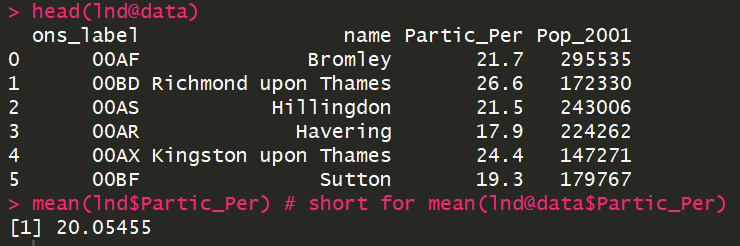 > head(lnd@data)
ons_label name Partic_Per Pop_2001
0 00AF Bromley 21.7 295535
1 00BD Richmond upon Thames 26.6 172330
2 00AS Hillingdon 21.5 243006
3 00AR Havering 17.9 224262
4 00AX Kingston upon Thames 24.4 147271
5 00BF Sutton 19.3 179767
> mean(lnd$Partic_Per) # short for mean(lnd@data$Partic_Per)
[1] 20.05455